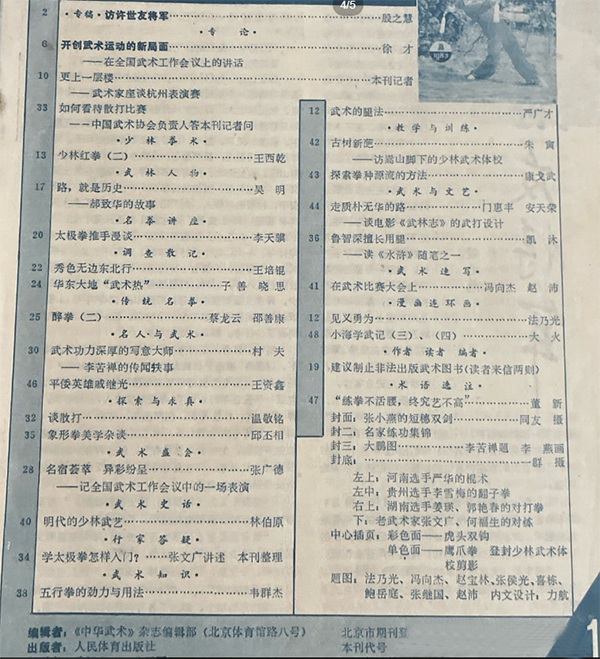 4/5
2 ·专稿·访许世友将军……殷之慧
·专 论·
6 开创武术运动的新局面……徐 才
——在全国武术工作会议上的讲话
10 更上一层楼……本刊记者
——武术家座谈杭州表演赛
33 如何看待散打比赛
——中国武术协会负责人答本刊记者问
·少 林 拳 术·
13 少林红拳（二）……王西乾
·武 林 人 物·
17 路，就是历史……吴 明
——郝致华的故事
·名 拳 讲 座·
20 太极拳推手漫谈……李天骥
·调 查 散 记·
22 秀色无边东北行……王培锟
24 华东大地“武术热”……子 善 晓 思
·传 统 名 拳·
25 醉拳（二）……蔡龙云 邵善康
·名 人 与 武 术·
30 武术功力深厚的写意大师……村 夫
——李苦禅的传闻轶事
46 平倭英雄戚继光……王资鑫
·探 索 与 求 真·
32 谈散打……温敬铭
35 象形拳美学杂谈……邱丕相
·武 术 盛 会·
28 名宿荟萃 异彩纷呈……张广德
——记全国武术工作会议中的一场表演
·武 术 史 话·
40 明代的少林武艺……林伯原
·行 家 答 疑·
34 学太极拳怎样入门？……张文广讲述 本刊整理
·武 术 知 识·
38 五行拳的劲力与用法……韦群杰
12 武术的腿法……严广才
·教 学 与 训 练·
42 古树新葩……朱 寅
——访嵩山脚下的少林武术体校
43 探索拳种源流的方法……康戈武
·武 术 与 文 艺·
44 走质朴无华的路……门惠丰 安天荣
——谈电影《武林志》的武打设计
36 鲁智深擅长用腿……凯 沐
——读《水浒》随笔之一
·武 术 速 写·
41 在武术比赛大会上……冯向杰 赵 沛
·漫 画 连 环 画·
12 见义勇为……法乃光
48 小海学武记（三）、（四）……大 火
·作者 读者 编者·
19 建议制止非法出版武术图书（读者来信两则）
·术 语 选 注·
47 “练拳不活腰，终究艺不高”……董 新
封面：张小燕的短穗双剑……同友 摄
封二：名家练功集锦
封三：大鹏图……李苦禅题 李 燕画
封底：……一群 摄
左上：河南选手严华的棍术
左中：贵州选手李雪梅的翻子拳
右上：湖南选手姜瑛、郭艳春的对打拳
下：老武术家张文广、何福生的对练
中心插页：彩色面——虎头双钩
单色面——鹰爪拳 登封少林武术体
校剪影
题图：法乃光、冯向杰、赵宝林、张侯光、喜栋、
鲍岳庭、张继国、赵沛 内文设计：力航
编辑者：《中华武术》杂志编辑部（北京体育馆路八号） 北京市期刊登
出版者：人民体育出版社 本刊代号
1